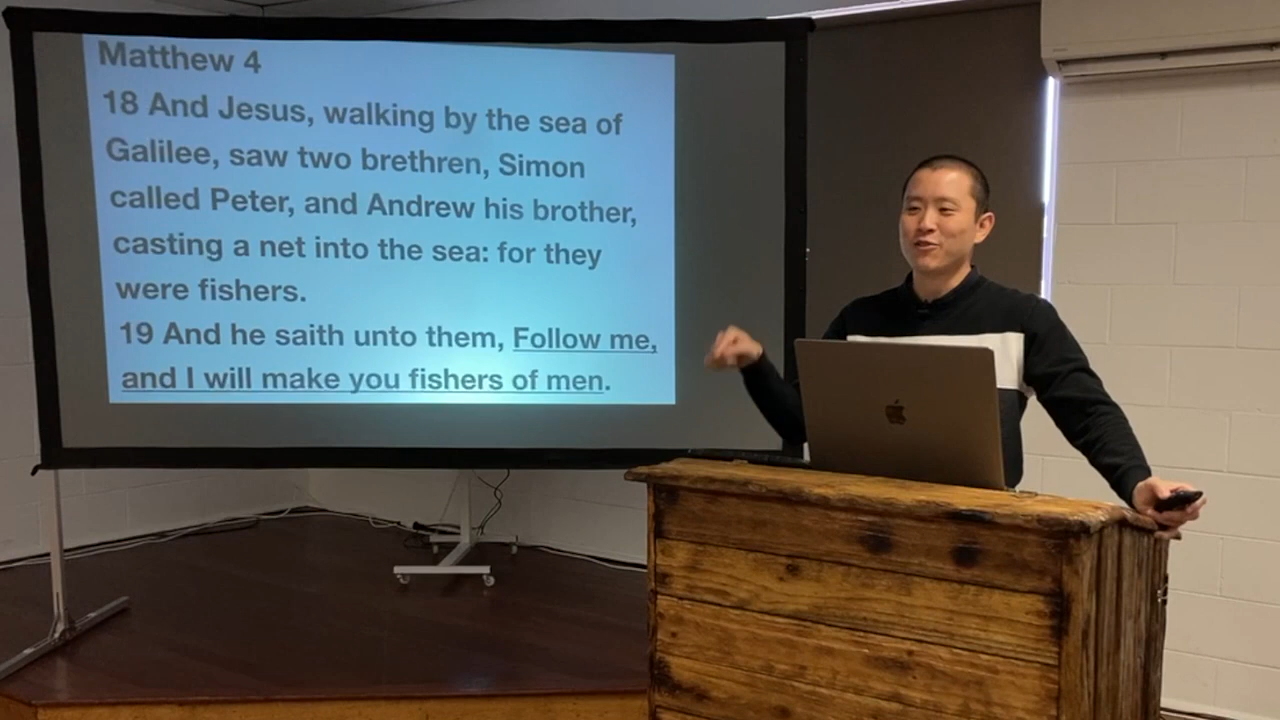 Matthew 4
18 And Jesus, walking by the sea of
Galilee, saw two brethren, Simon
called Peter, and Andrew his brother,
casting a net into the sea: for they
were fishers.
19 And he saith unto them, Follow me,
and I will make you fishers of men.